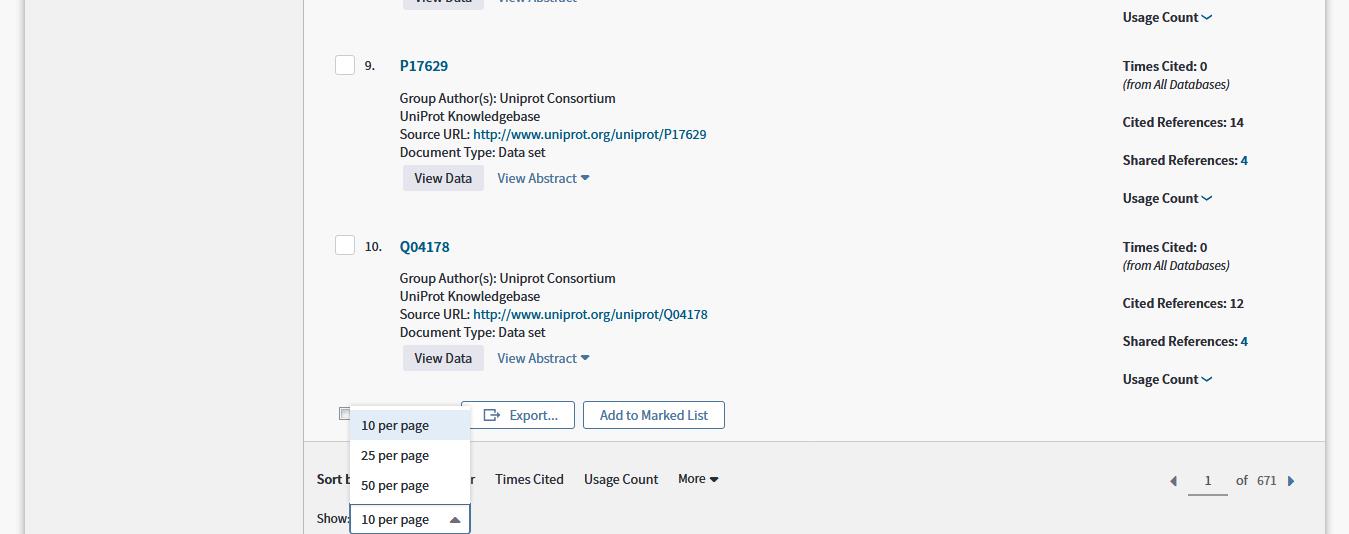 View Data View Abstract
Usage Count
9. P17629
Times Cited: 0
(from All Databases)
Group Author(s): Uniprot Consortium
UniProt Knowledgebase
Cited References: 14
Source URL: http://www.uniprot.org/uniprot/P17629
Document Type: Data set
Shared References: 4
View Data View Abstract
Usage Count
10. Q04178
Times Cited: 0
(from All Databases)
Group Author(s): Uniprot Consortium
UniProt Knowledgebase
Cited References: 12
Source URL: http://www.uniprot.org/uniprot/Q04178
Document Type: Data set
Shared References: 4
View Data View Abstract
Usage Count
Export... Add to Marked List
10 per page
25 per page
50 per page
Sort Times Cited Usage Count More
1 of 671
Show: 10 per page